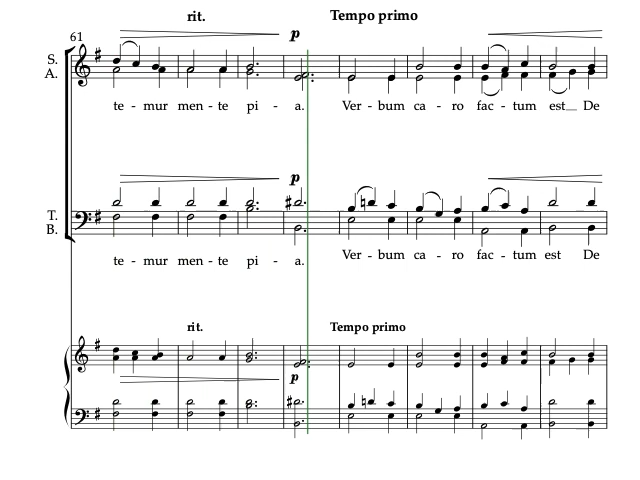 rit. Tempo primo
61 p
S.
A.
te - mur men - te pi - a. Ver - bum ca - ro fac - tum est__ De
p
T.
B.
te - mur men - te pi - a. Ver - bum ca - ro fac - tum est De
rit. Tempo primo
p